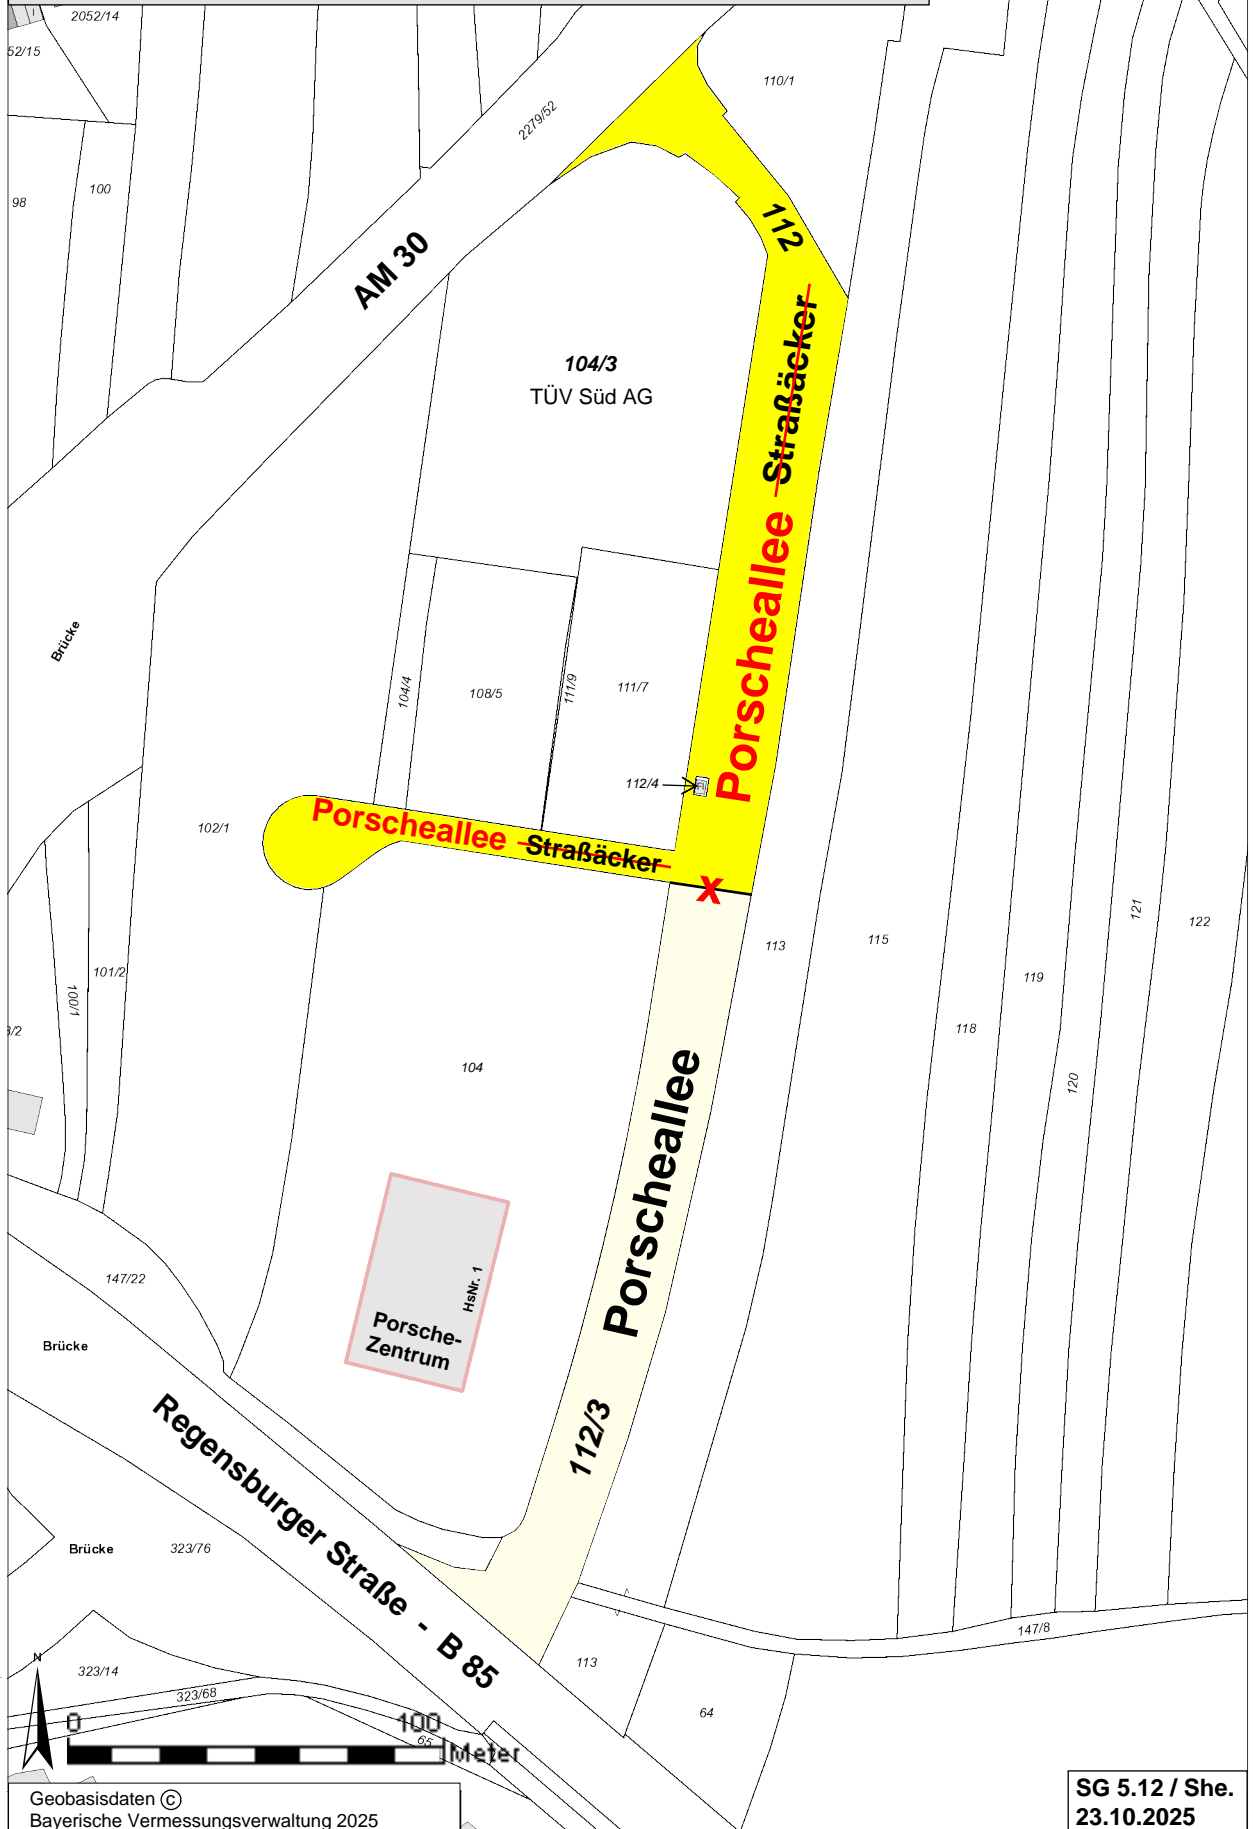 2052/14
52/15
110/1
2279/52
100
98
112
AM 30
Straßäcker
104/3
TÜV Süd AG
Porscheallee
Brücke
104/4
108/5
111/9
111/7
112/4
102/1
Porscheallee Straßäcker
X
113
115
121
122
101/2
100/1
119
118
104
120
Porscheallee
147/22
HsNr. 1
Porsche-
Zentrum
Brücke
112/3
Regensburger Straße - B 85
Brücke
323/76
147/8
113
323/14
323/68
64
65
N
0 100
Meter
Geobasisdaten ©
Bayerische Vermessungsverwaltung 2025
SG 5.12 / She.
23.10.2025